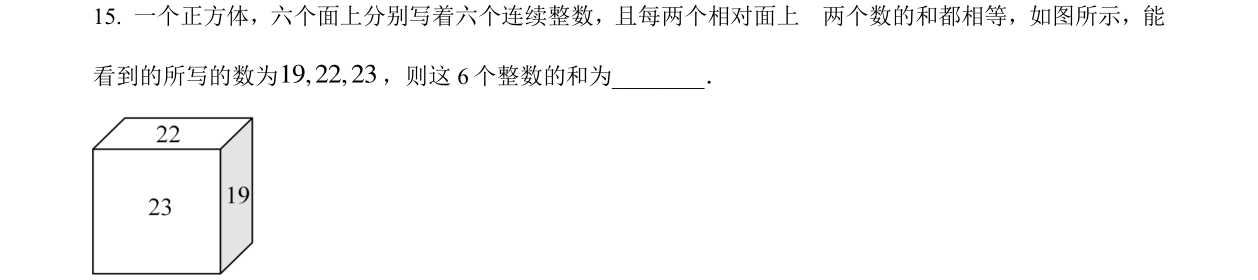 15. 一个正方体，六个面上分别写着六个连续整数，且每两个相对面上 两个数的和都相等，如图所示，能
看到的所写的数为19,22,23，则这 6 个整数的和为________．
22
23
19